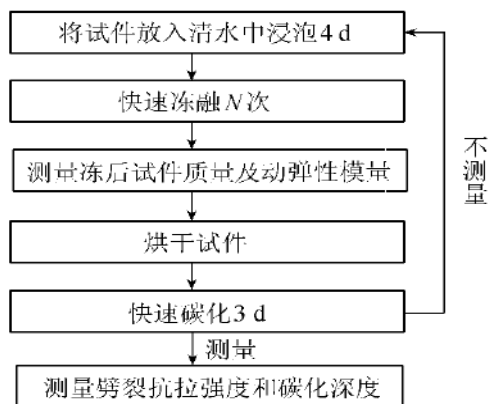 将试件放入清水中浸泡4 d
快速冻融N次
测量冻后试件质量及动弹性模量
烘干试件
快速碳化3 d
不测量
测量
测量劈裂抗拉强度和碳化深度